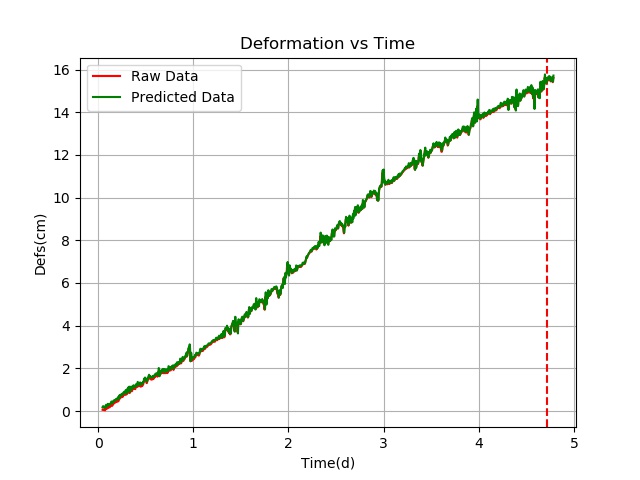 Deformation vs Time
Raw Data
Predicted Data
Defs(cm)
16
14
12
10
8
6
4
2
0
0 1 2 3 4 5
Time(d)